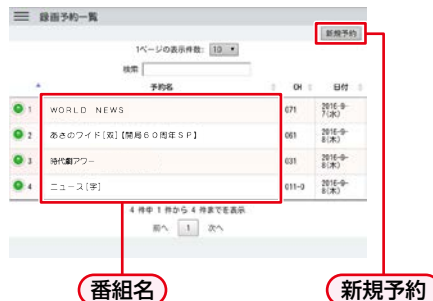 録画予約一覧
新規予約
1ページの表示件数: 10
検索
予約名 CH 日付
1 ＷＯＲＬＤ　ＮＥＷＳ 071 2016-9-7(水)
2 あさのワイド[双]【開局６０周年ＳＰ】 061 2016-9-8(木)
3 時代劇アワー 031 2016-9-8(木)
4 ニュース[字] 011-0 2016-9-8(木)
4 件中 1 件から 4 件までを表示
前へ 1 次へ
番組名 新規予約